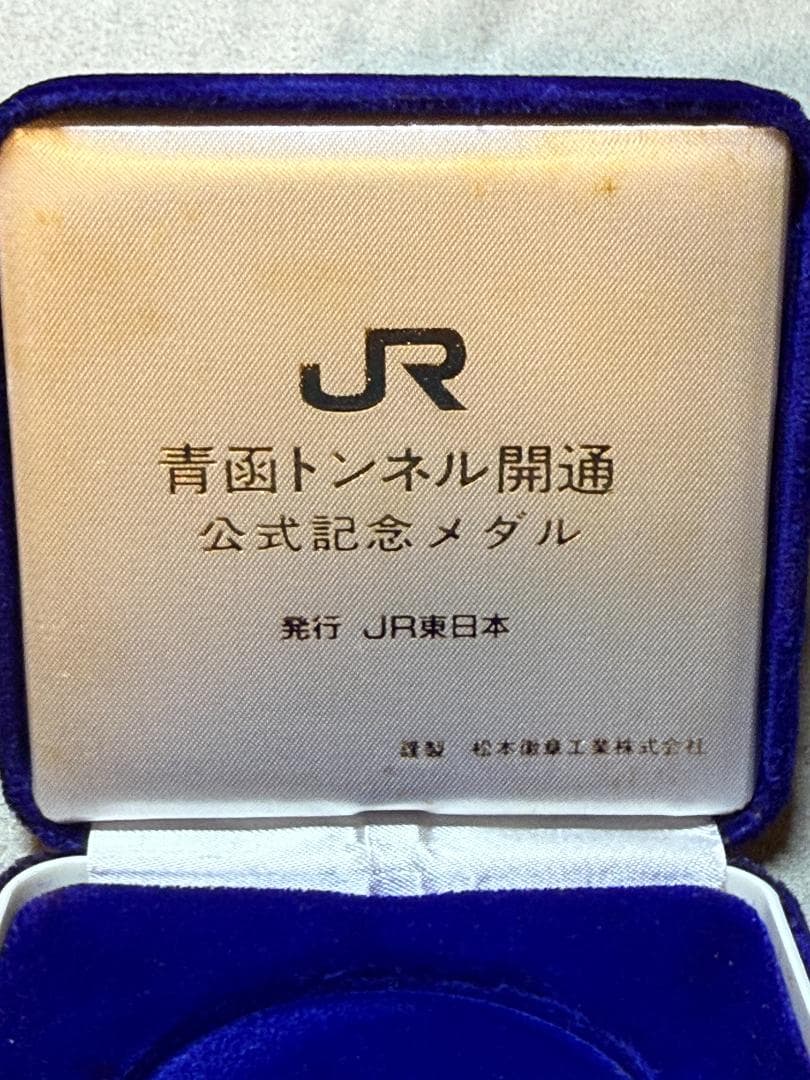 JR
青函トンネル開通
公式記念メダル
発行 JR東日本
謹製 松本徽章工業株式会社